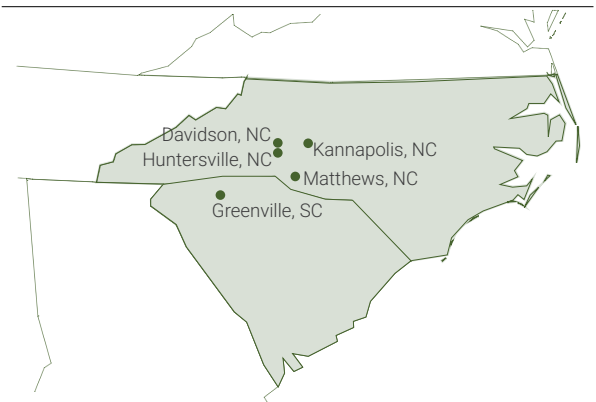 Davidson, NC
Huntersville, NC
Kannapolis, NC
Matthews, NC
Greenville, SC